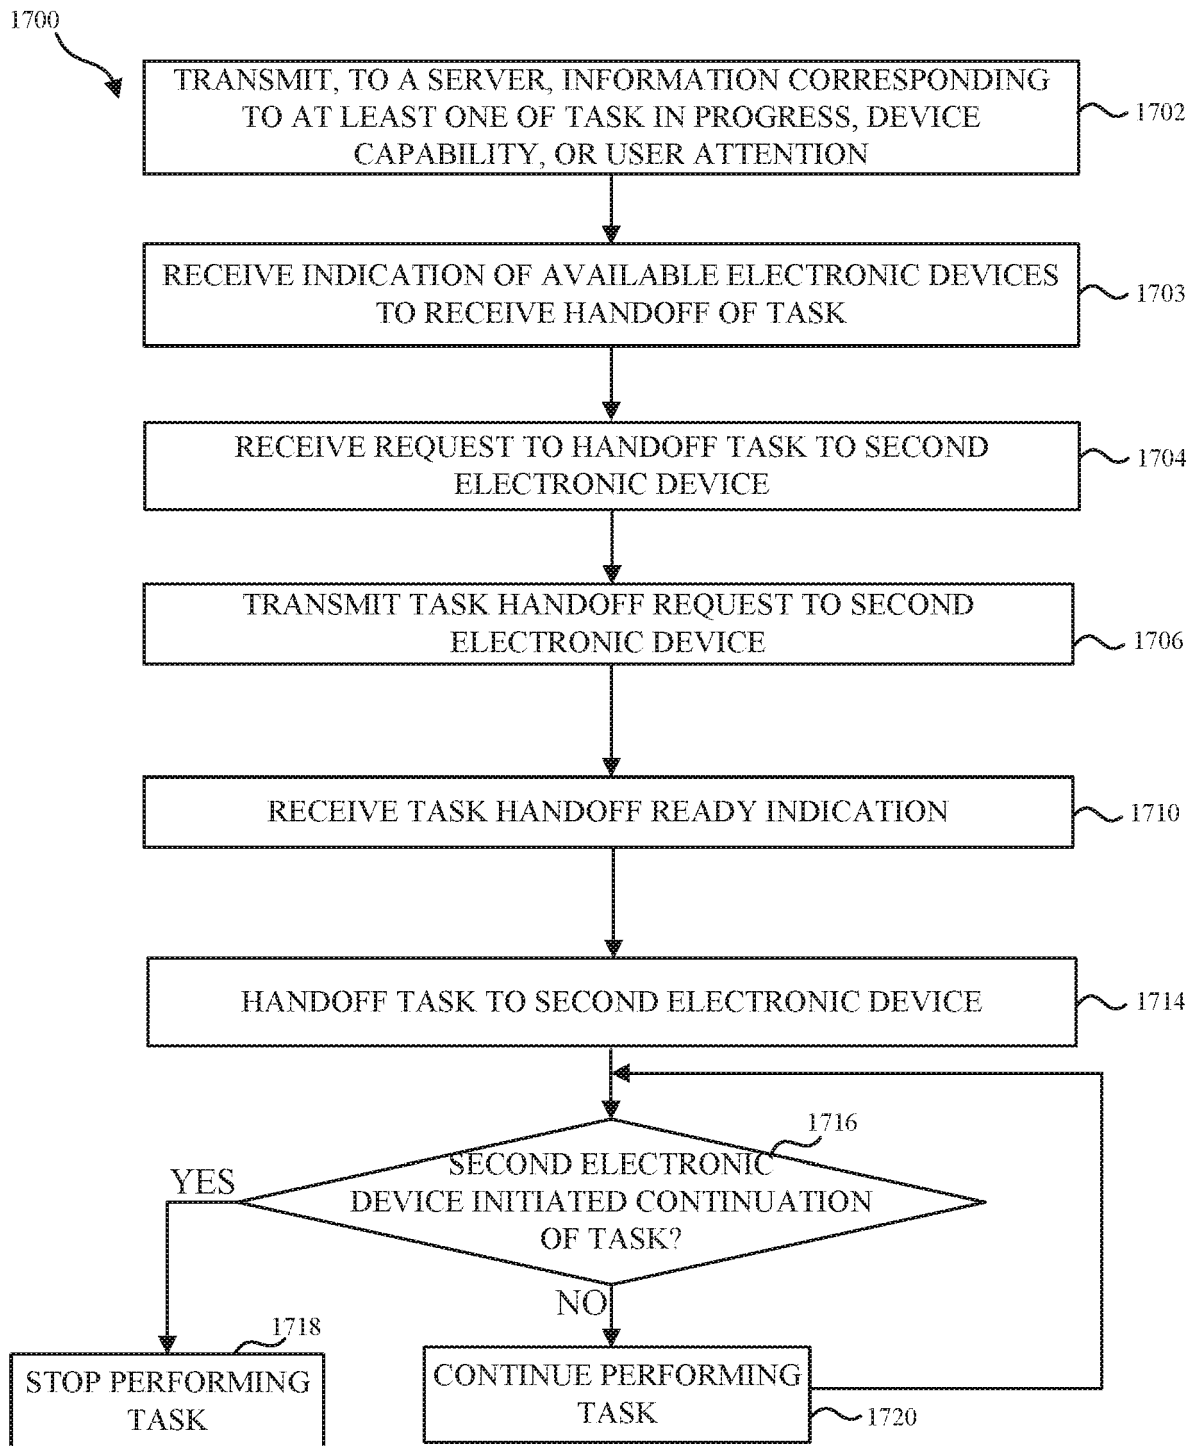 1700
TRANSMIT, TO A SERVER, INFORMATION CORRESPONDING
TO AT LEAST ONE OF TASK IN PROGRESS, DEVICE
CAPABILITY, OR USER ATTENTION
1702
RECEIVE INDICATION OF AVAILABLE ELECTRONIC DEVICES
TO RECEIVE HANDOFF OF TASK
1703
RECEIVE REQUEST TO HANDOFF TASK TO SECOND
ELECTRONIC DEVICE
1704
TRANSMIT TASK HANDOFF REQUEST TO SECOND
ELECTRONIC DEVICE
1706
RECEIVE TASK HANDOFF READY INDICATION
1710
HANDOFF TASK TO SECOND ELECTRONIC DEVICE
1714
1716
SECOND ELECTRONIC
DEVICE INITIATED CONTINUATION
OF TASK?
YES
NO
1718
STOP PERFORMING
TASK
CONTINUE PERFORMING
TASK
1720